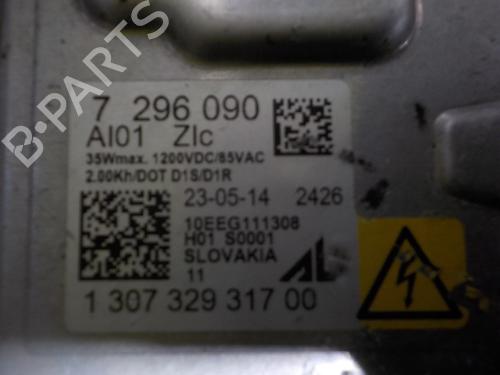 7 296 090
AI01 ZIc
35Wmax. 1200VDC/85VAC
2.00Kh/DOT D1S/D1R
23-05-14 2426
10EEG111308
H01 S0001
SLOVAKIA
11
AL
1 307 329 317 00
B-PARTS